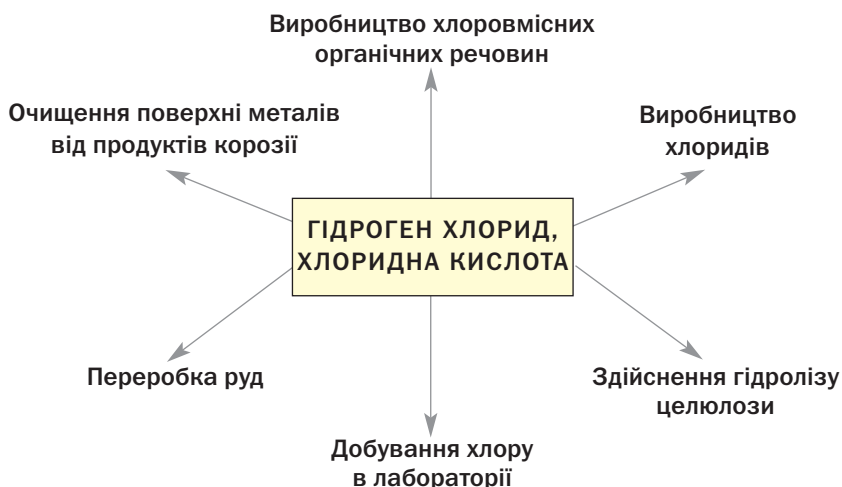 Виробництво хлоровмісних
органічних речовин
Очищення поверхні металів
від продуктів корозії
Виробництво
хлоридів
ГІДРОГЕН ХЛОРИД,
ХЛОРИДНА КИСЛОТА
Переробка руд
Здійснення гідролізу
целюлози
Добування хлору
в лабораторії